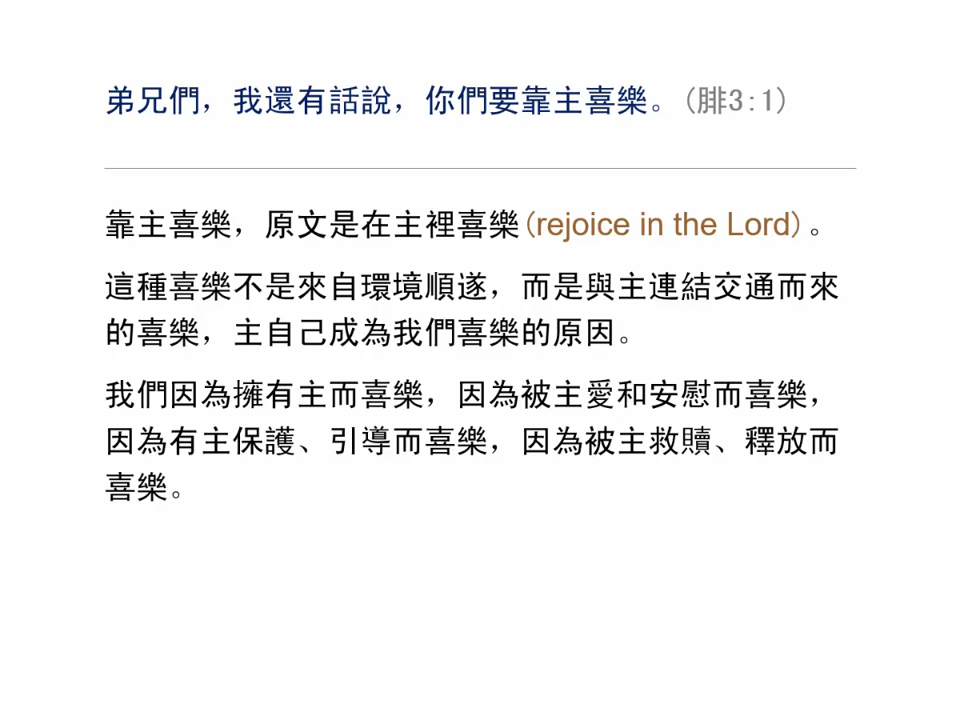 弟兄們，我還有話說，你們要靠主喜樂。(腓3:1)
靠主喜樂，原文是在主裡喜樂(rejoice in the Lord)。
這種喜樂不是來自環境順遂，而是與主連結交通而來
的喜樂，主自己成為我們喜樂的原因。
我們因為擁有主而喜樂，因為被主愛和安慰而喜樂，
因為有主保護、引導而喜樂，因為被主救贖、釋放而
喜樂。